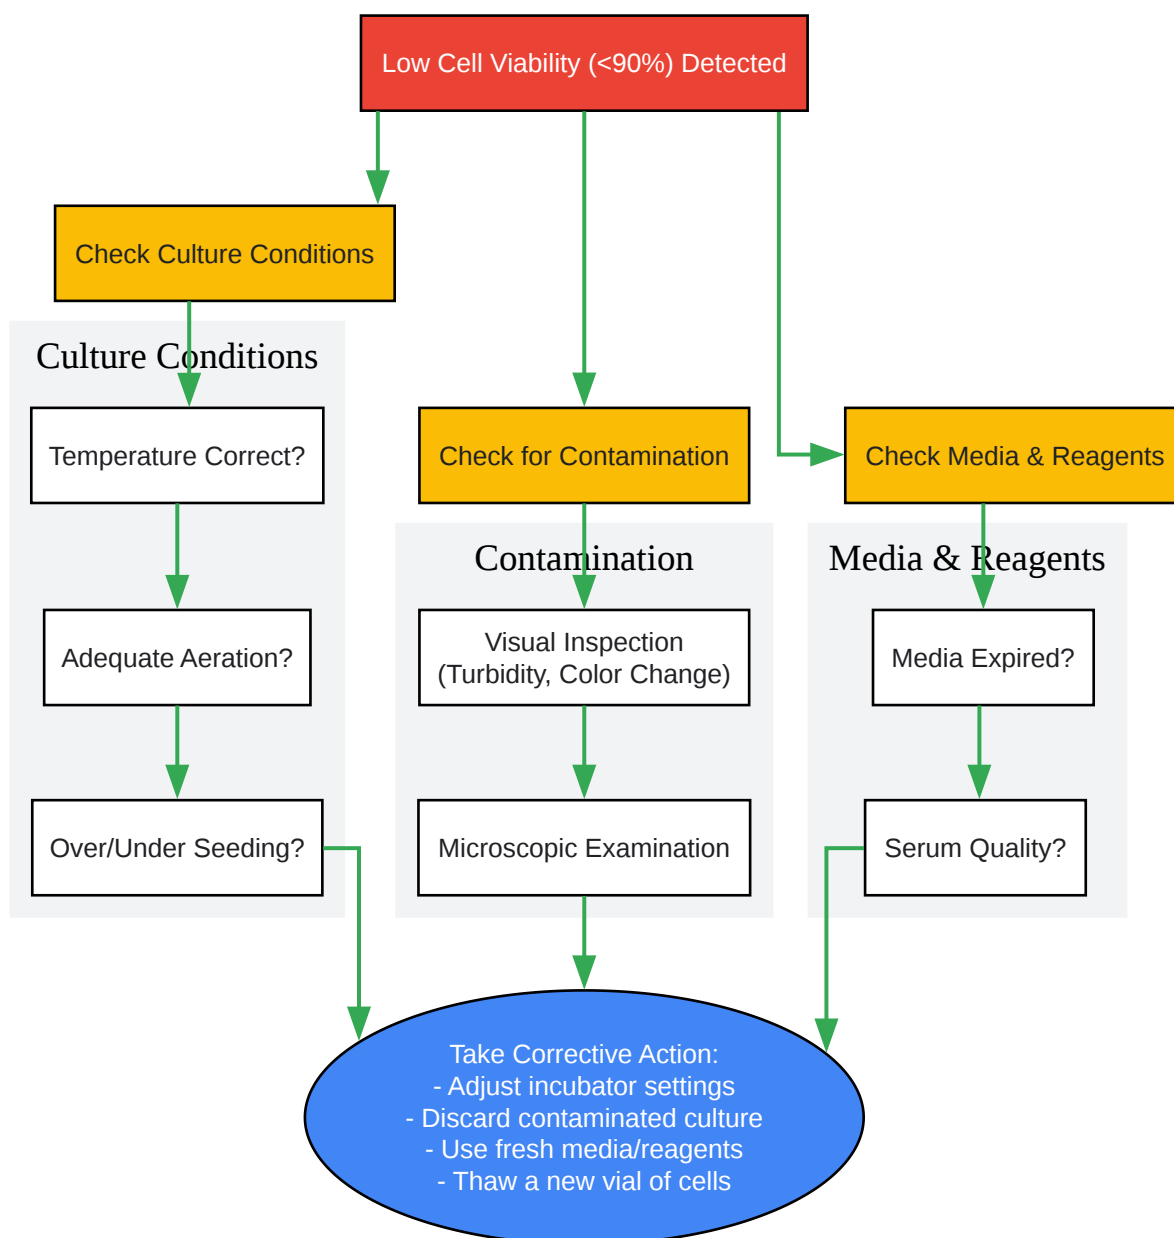 Low Cell Viability (<90%) Detected
Check Culture Conditions
Culture Conditions
Temperature Correct?
Adequate Aeration?
Over/Under Seeding?
Check for Contamination
Contamination
Visual Inspection
(Turbidity, Color Change)
Microscopic Examination
Check Media & Reagents
Media & Reagents
Media Expired?
Serum Quality?
Take Corrective Action:
- Adjust incubator settings
- Discard contaminated culture
- Use fresh media/reagents
- Thaw a new vial of cells